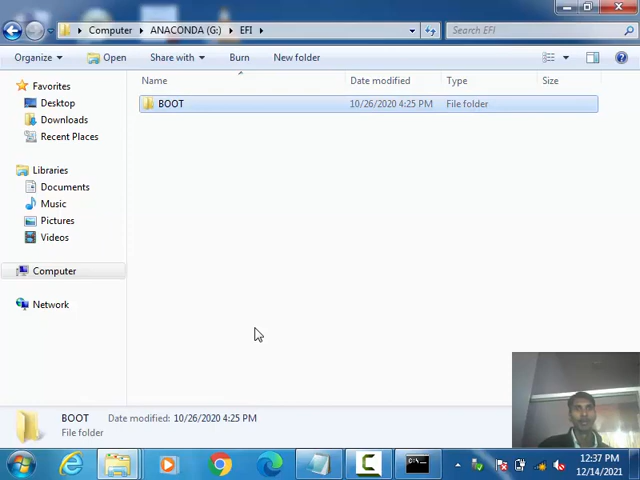 Computer ▸ ANACONDA (G:) ▸ EFI ▸
Search EFI
Organize Open Share with Burn New folder
Name Date modified Type Size
BOOT 10/26/2020 4:25 PM File folder
Favorites
Desktop
Downloads
Recent Places
Libraries
Documents
Music
Pictures
Videos
Computer
Network
BOOT Date modified: 10/26/2020 4:25 PM
File folder
C:\
12:37 PM
12/14/2021